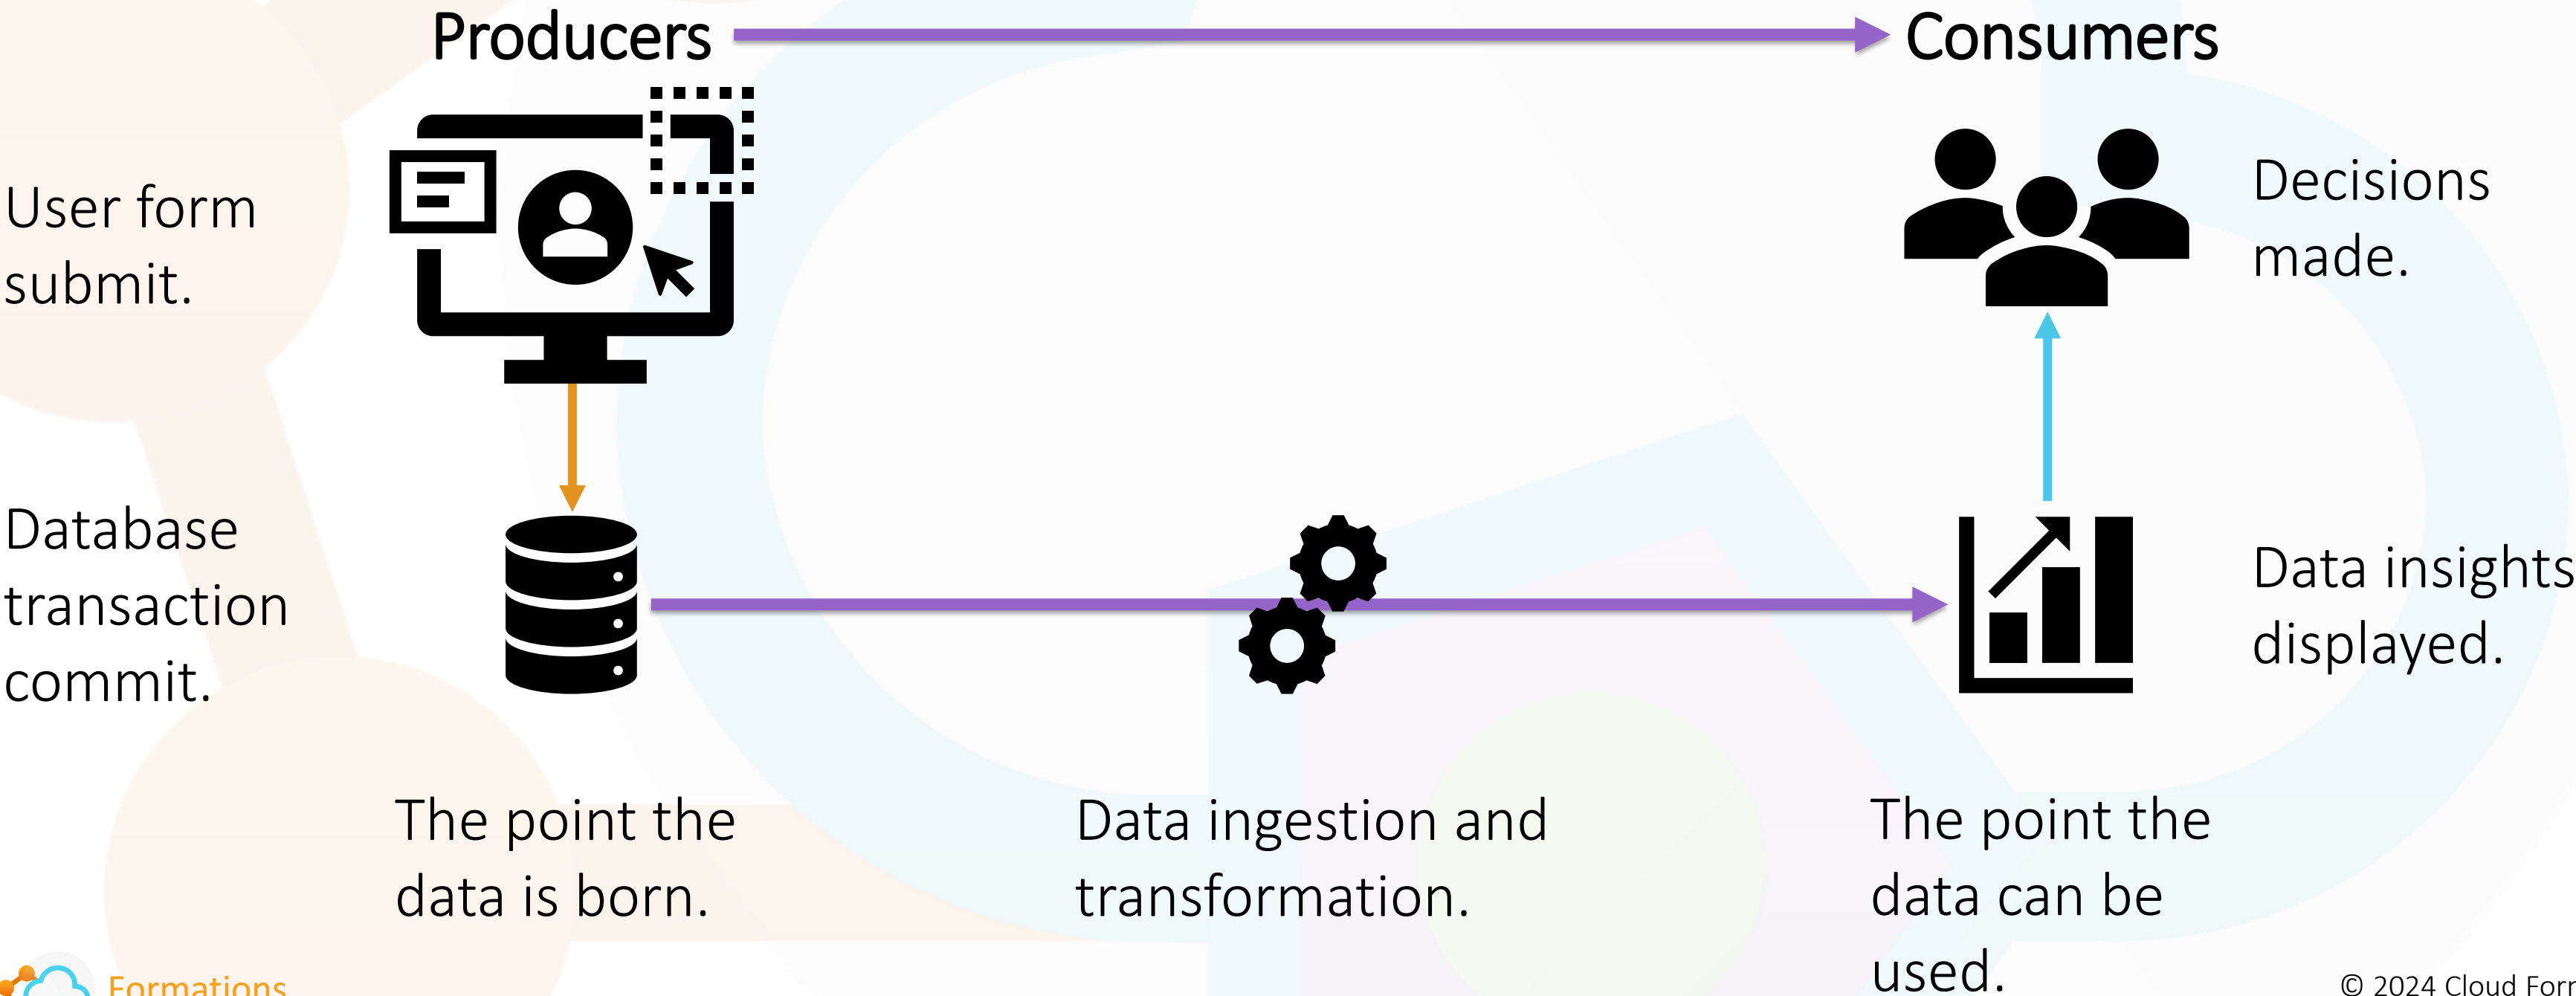 Producers
Consumers
User form
submit.
Decisions
made.
Database
transaction
commit.
Data insights
displayed.
The point the
data is born.
Data ingestion and
transformation.
The point the
data can be
used.
Formations
© 2024 Cloud Forr